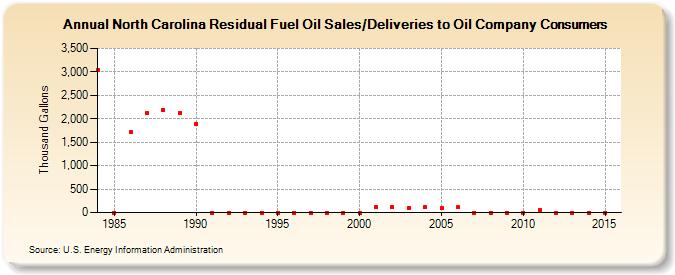 Annual North Carolina Residual Fuel Oil Sales/Deliveries to Oil Company Consumers
Thousand Gallons
3,500
3,000
2,500
2,000
1,500
1,000
500
0
1985 1990 1995 2000 2005 2010 2015
Source: U.S. Energy Information Administration